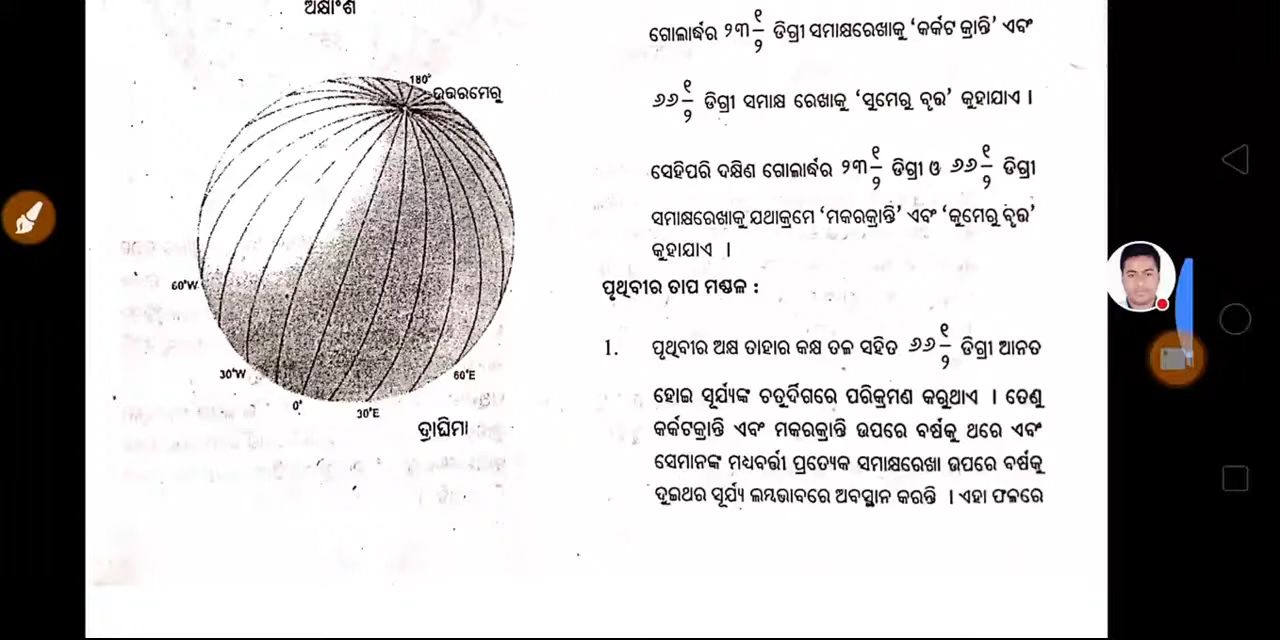 ଅକ୍ଷାଂଶ
180°
ଉତ୍ତରମେରୁ
60°W
30°W
0°
30°E
60°E
ଦ୍ରାଘିମା
ଗୋଲାର୍ଦ୍ଧର ୨୩ ୧/୨ ଡିଗ୍ରୀ ସମାକ୍ଷରେଖାକୁ ‘କର୍କଟ କ୍ରାନ୍ତି’ ଏବଂ
୬୬ ୧/୨ ଡିଗ୍ରୀ ସମାକ୍ଷ ରେଖାକୁ ‘ସୁମେରୁ ବୃତ୍ତ’ କୁହାଯାଏ ।
ସେହିପରି ଦକ୍ଷିଣ ଗୋଲାର୍ଦ୍ଧର ୨୩ ୧/୨ ଡିଗ୍ରୀ ଓ ୬୬ ୧/୨ ଡିଗ୍ରୀ
ସମାକ୍ଷରେଖାକୁ ଯଥାକ୍ରମେ ‘ମକରକ୍ରାନ୍ତି’ ଏବଂ ‘କୁମେରୁ ବୃତ୍ତ’
କୁହାଯାଏ ।
ପୃଥିବୀର ତାପ ମଣ୍ଡଳ :
1. ପୃଥିବୀର ଅକ୍ଷ ତାହାର କକ୍ଷ ତଳ ସହିତ ୬୬ ୧/୨ ଡିଗ୍ରୀ ଆନତ
ହୋଇ ସୂର୍ଯ୍ୟଙ୍କ ଚତୁର୍ଦିଗରେ ପରିକ୍ରମଣ କରୁଥାଏ । ତେଣୁ
କର୍କଟକ୍ରାନ୍ତି ଏବଂ ମକରକ୍ରାନ୍ତି ଉପରେ ବର୍ଷକୁ ଥରେ ଏବଂ
ସେମାନଙ୍କ ମଧ୍ୟବର୍ତ୍ତୀ ପ୍ରତ୍ୟେକ ସମାକ୍ଷରେଖା ଉପରେ ବର୍ଷକୁ
ଦୁଇଥର ସୂର୍ଯ୍ୟ ଲମ୍ବଭାବରେ ଅବସ୍ଥାନ କରନ୍ତି । ଏହା ଫଳରେ